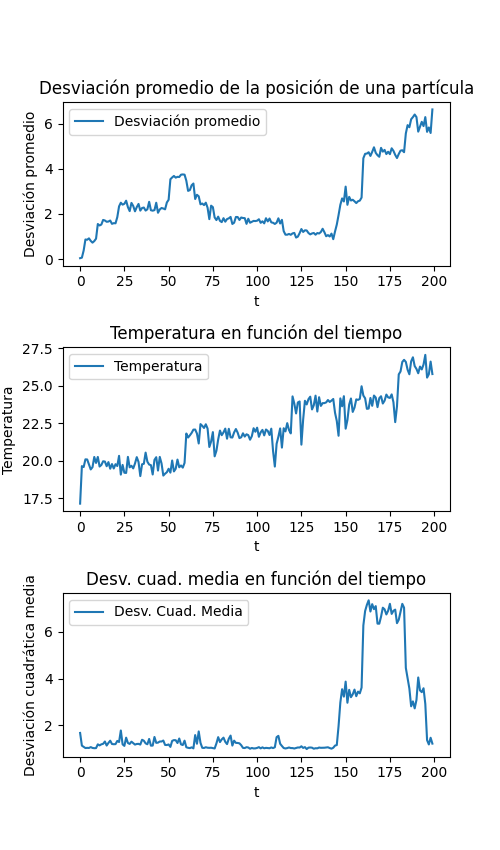 Desviación promedio de la posición de una partícula
Desviación promedio
Desviación promedio
6
4
2
0
0 25 50 75 100 125 150 175 200
t
Temperatura en función del tiempo
Temperatura
Temperatura
27.5
25.0
22.5
20.0
17.5
0 25 50 75 100 125 150 175 200
t
Desv. cuad. media en función del tiempo
Desviación cuadrática media
Desv. Cuad. Media
6
4
2
0 25 50 75 100 125 150 175 200
t